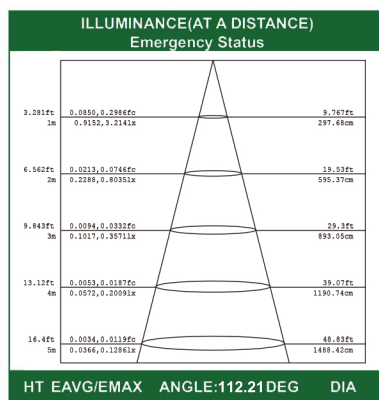 ILLUMINANCE(AT A DISTANCE)
Emergency Status
3.281ft 0.0850,0.2986fc 9.767ft
1m 0.9152,3.2141x 297.68cm
6.562ft 0.0213,0.0746fc 19.53ft
2m 0.2288,0.80351x 595.37cm
9.843ft 0.0094,0.0332fc 29.3ft
3m 0.1017,0.35711x 893.05cm
13.12ft 0.0053,0.0187fc 39.07ft
4m 0.0572,0.20091x 1190.74cm
16.4ft 0.0034,0.0119fc 48.83ft
5m 0.0366,0.12861x 1488.42cm
HT EAVG/EMAX ANGLE:112.21DEG DIA